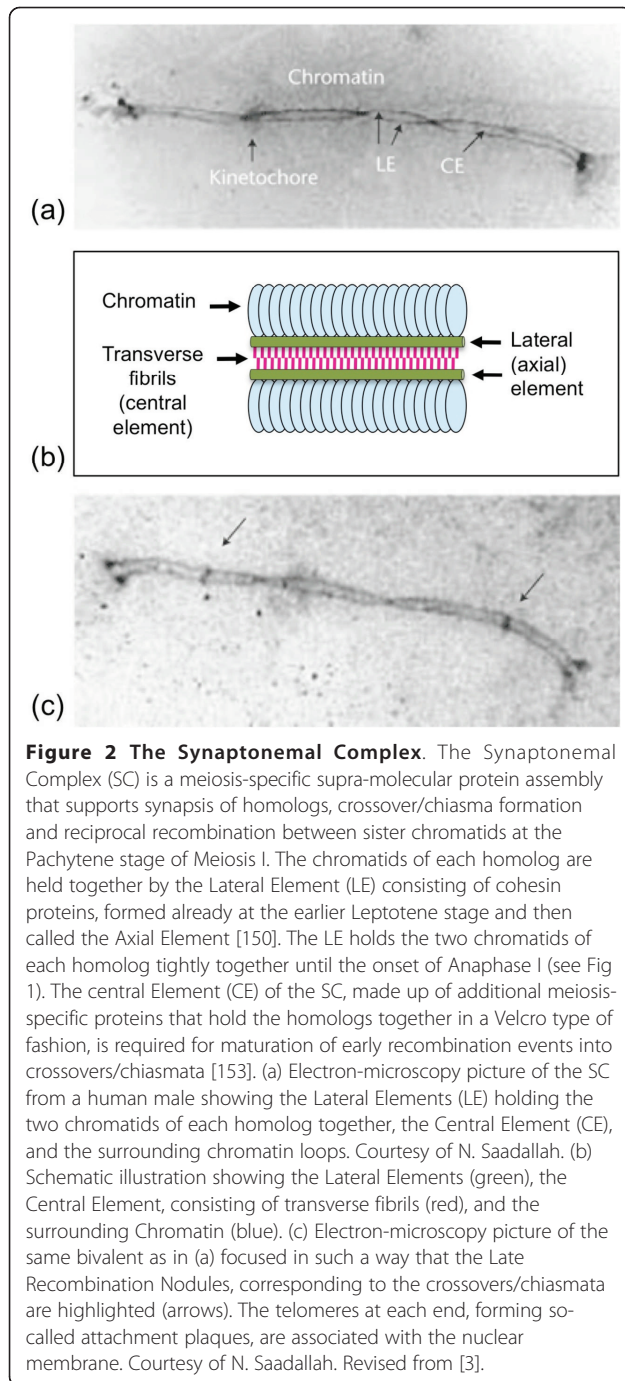 Chromatin
Kinetochore
LE
CE
(a)
Chromatin
Transverse
fibrils
(central
element)
Lateral
(axial)
element
(b)
(c)
Figure 2 The Synaptonemal Complex. The Synaptonemal
Complex (SC) is a meiosis-specific supra-molecular protein assembly
that supports synapsis of homologs, crossover/chiasma formation
and reciprocal recombination between sister chromatids at the
Pachytene stage of Meiosis I. The chromatids of each homolog are
held together by the Lateral Element (LE) consisting of cohesin
proteins, formed already at the earlier Leptotene stage and then
called the Axial Element [150]. The LE holds the two chromatids of
each homolog tightly together until the onset of Anaphase I (see Fig
1). The central Element (CE) of the SC, made up of additional meiosis-
specific proteins that hold the homologs together in a Velcro type of
fashion, is required for maturation of early recombination events into
crossovers/chiasmata [153]. (a) Electron-microscopy picture of the SC
from a human male showing the Lateral Elements (LE) holding the
two chromatids of each homolog together, the Central Element (CE),
and the surrounding chromatin loops. Courtesy of N. Saadallah. (b)
Schematic illustration showing the Lateral Elements (green), the
Central Element, consisting of transverse fibrils (red), and the
surrounding Chromatin (blue). (c) Electron-microscopy picture of the
same bivalent as in (a) focused in such a way that the Late
Recombination Nodules, corresponding to the crossovers/chiasmata
are highlighted (arrows). The telomeres at each end, forming so-
called attachment plaques, are associated with the nuclear
membrane. Courtesy of N. Saadallah. Revised from [3].